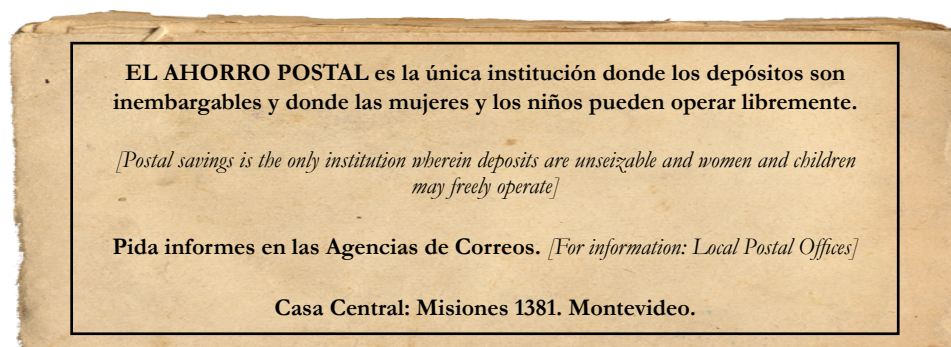 EL AHORRO POSTAL es la única institución donde los depósitos son
inembargables y donde las mujeres y los niños pueden operar libremente.
[Postal savings is the only institution wherein deposits are unseizable and women and children
may freely operate]
Pida informes en las Agencias de Correos. [For information: Local Postal Offices]
Casa Central: Misiones 1381. Montevideo.